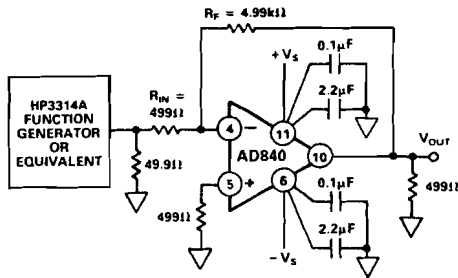 R_F = 4.99kΩ
+V_S
0.1μF
2.2μF
HP3314A
FUNCTION
GENERATOR
OR
EQUIVALENT
R_IN =
499Ω
4
−
11
AD840
10
V_OUT
49.9Ω
5
+
6
0.1μF
499Ω
499Ω
2.2μF
−V_S